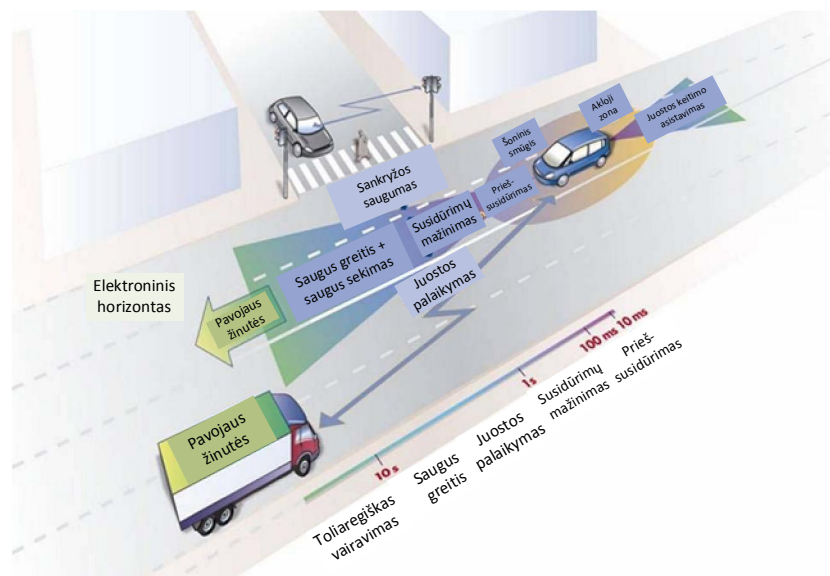 Akloji
zona
Juostos keitimo
asistavimas
Šoninis
smūgis
Sankryžos
saugumas
Prieš-
susidūrimas
Susidūrimų
mažinimas
Saugus greitis +
saugus sekimas
Juostos
palaikymas
Elektroninis
horizontas
Pavojaus
žinutės
Pavojaus
žinutės
10 s
1s
100 ms
10 ms
Toliaregiškas
vairavimas
Saugus
greitis
Juostos
palaikymas
Susidūrimų
mažinimas
Prieš-
susidūrimas